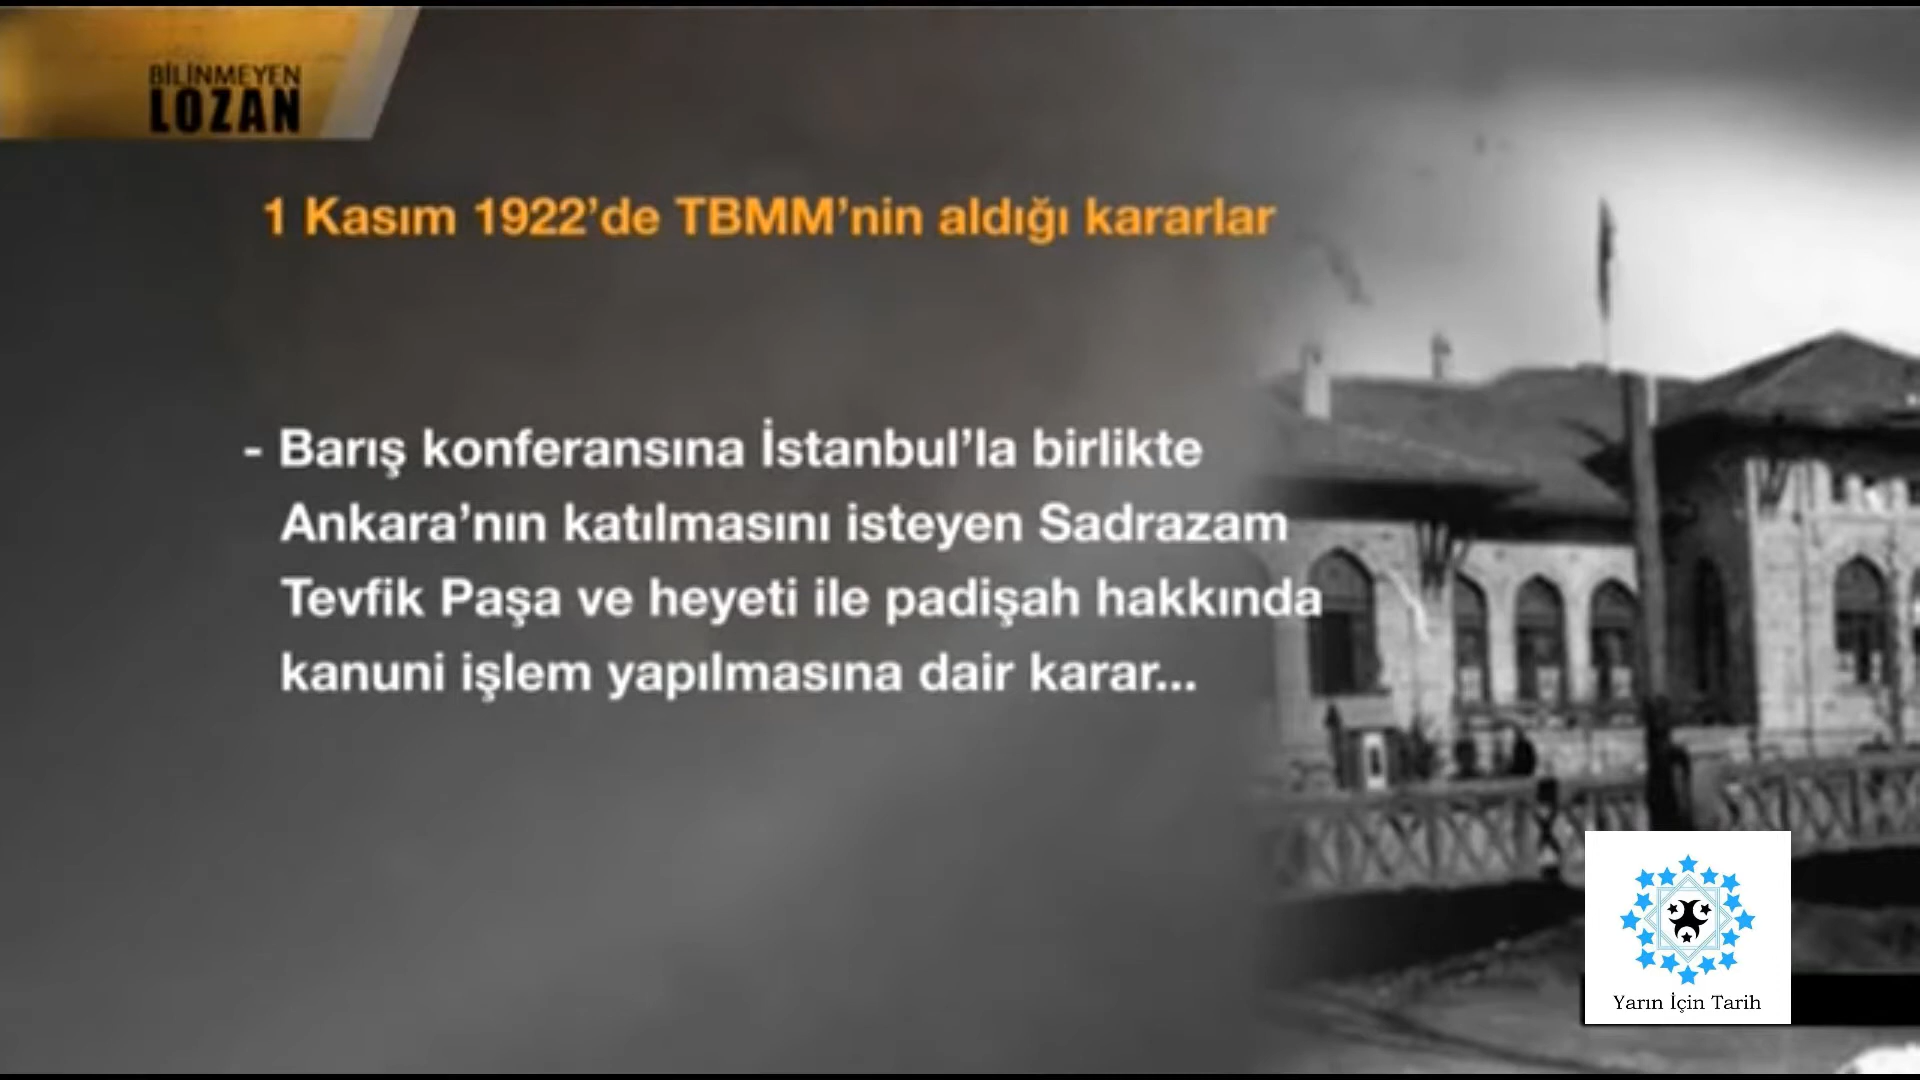 BİLİNMEYEN
LOZAN
1 Kasım 1922’de TBMM’nin aldığı kararlar
- Barış konferansına İstanbul’la birlikte
Ankara’nın katılmasını isteyen Sadrazam
Tevfik Paşa ve heyeti ile padişah hakkında
kanuni işlem yapılmasına dair karar...
Yarın İçin Tarih